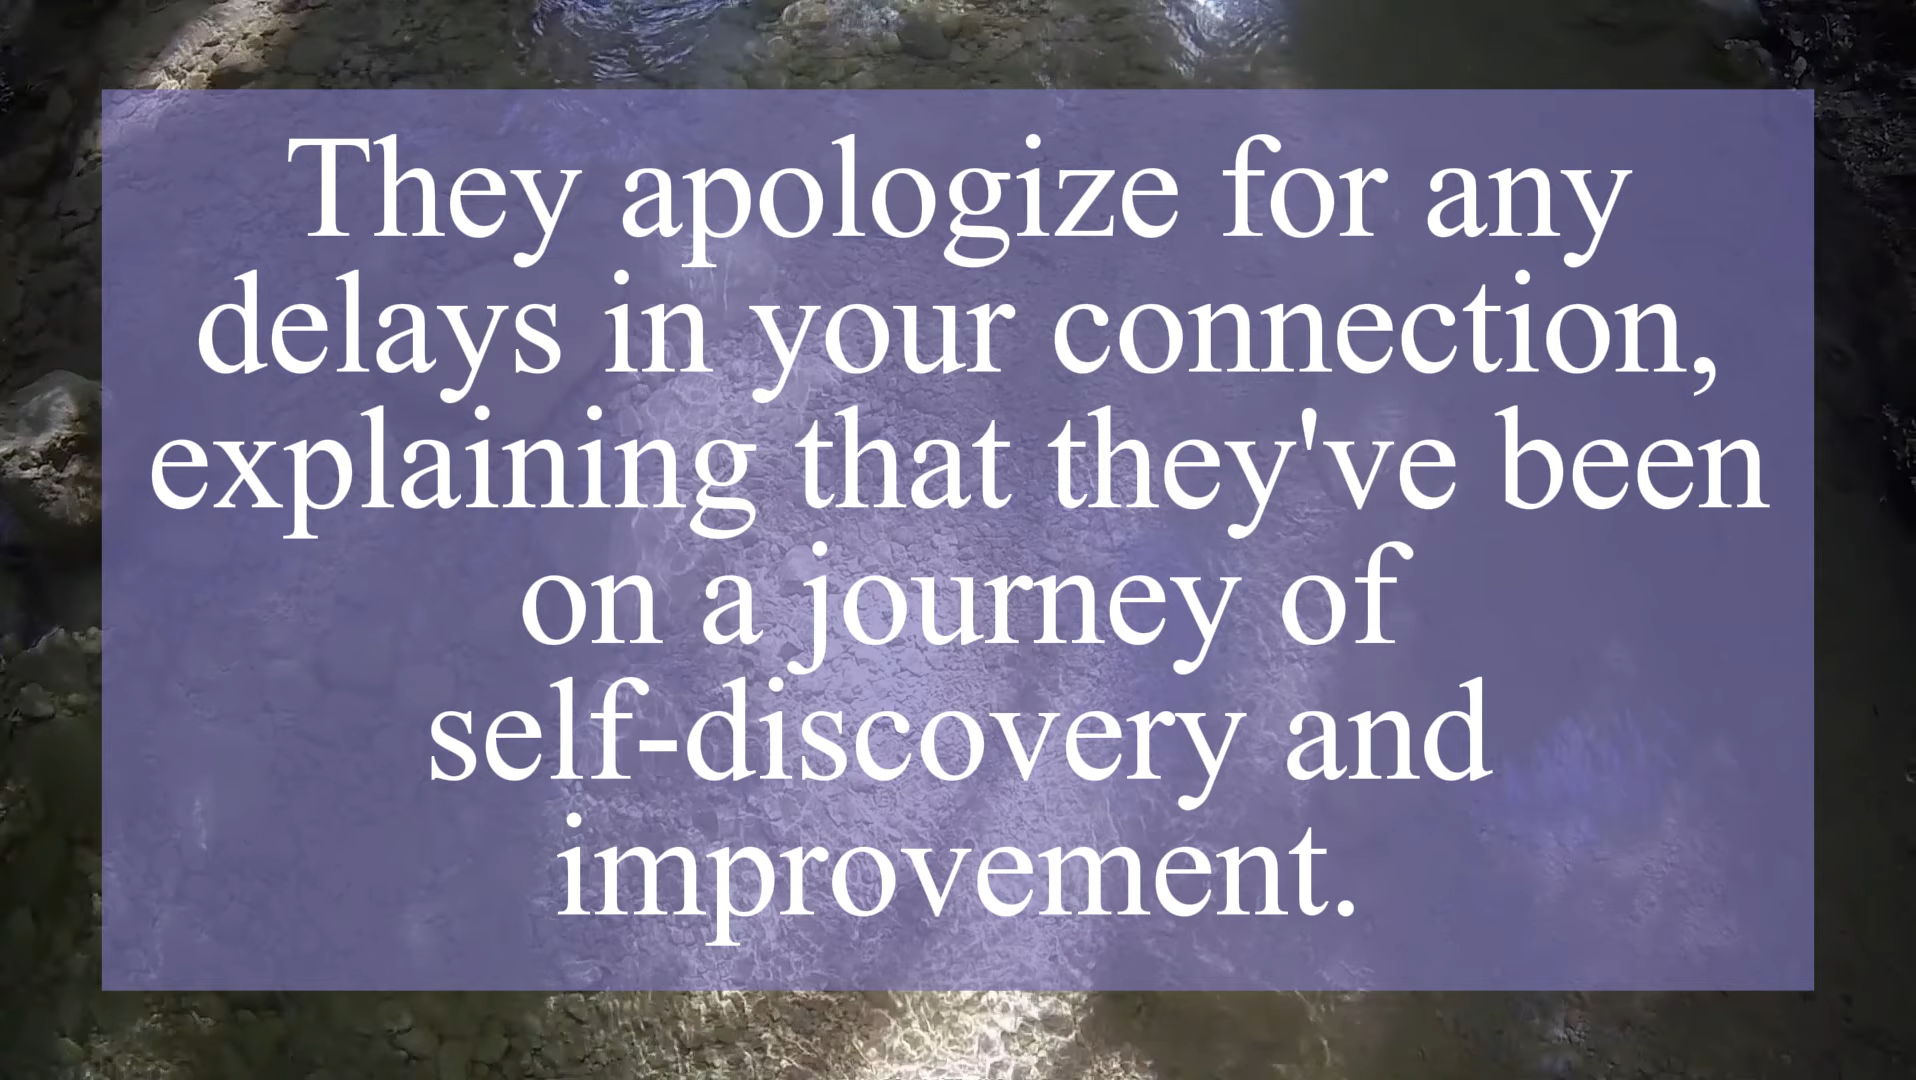 They apologize for any
delays in your connection,
explaining that they've been
on a journey of
self-discovery and
improvement.